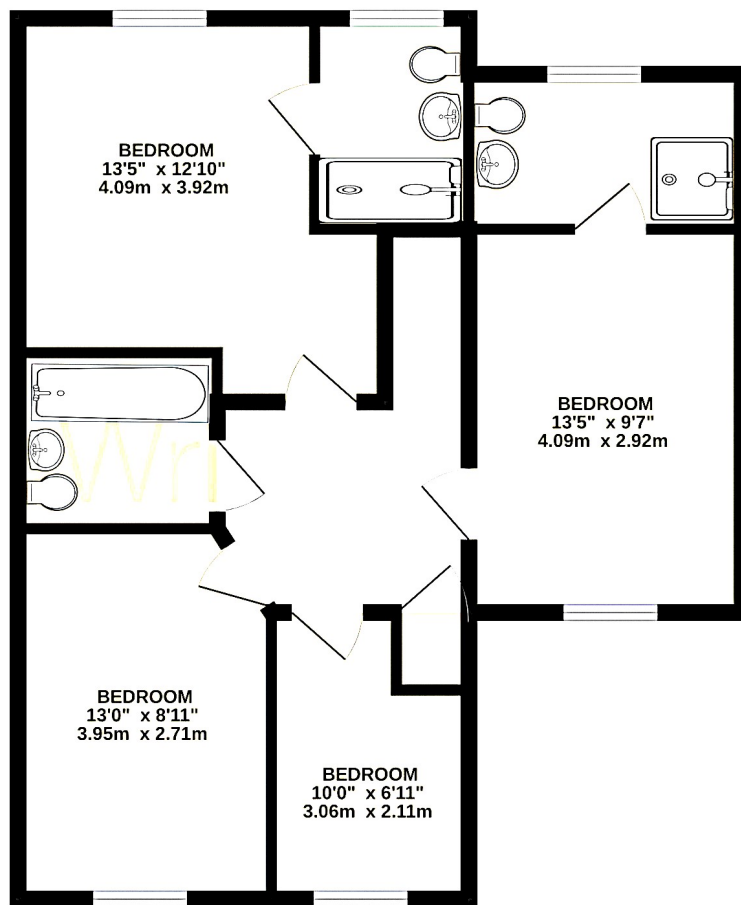 BEDROOM
13'5" x 12'10"
4.09m x 3.92m
BEDROOM
13'5" x 9'7"
4.09m x 2.92m
BEDROOM
13'0" x 8'11"
3.95m x 2.71m
BEDROOM
10'0" x 6'11"
3.06m x 2.11m